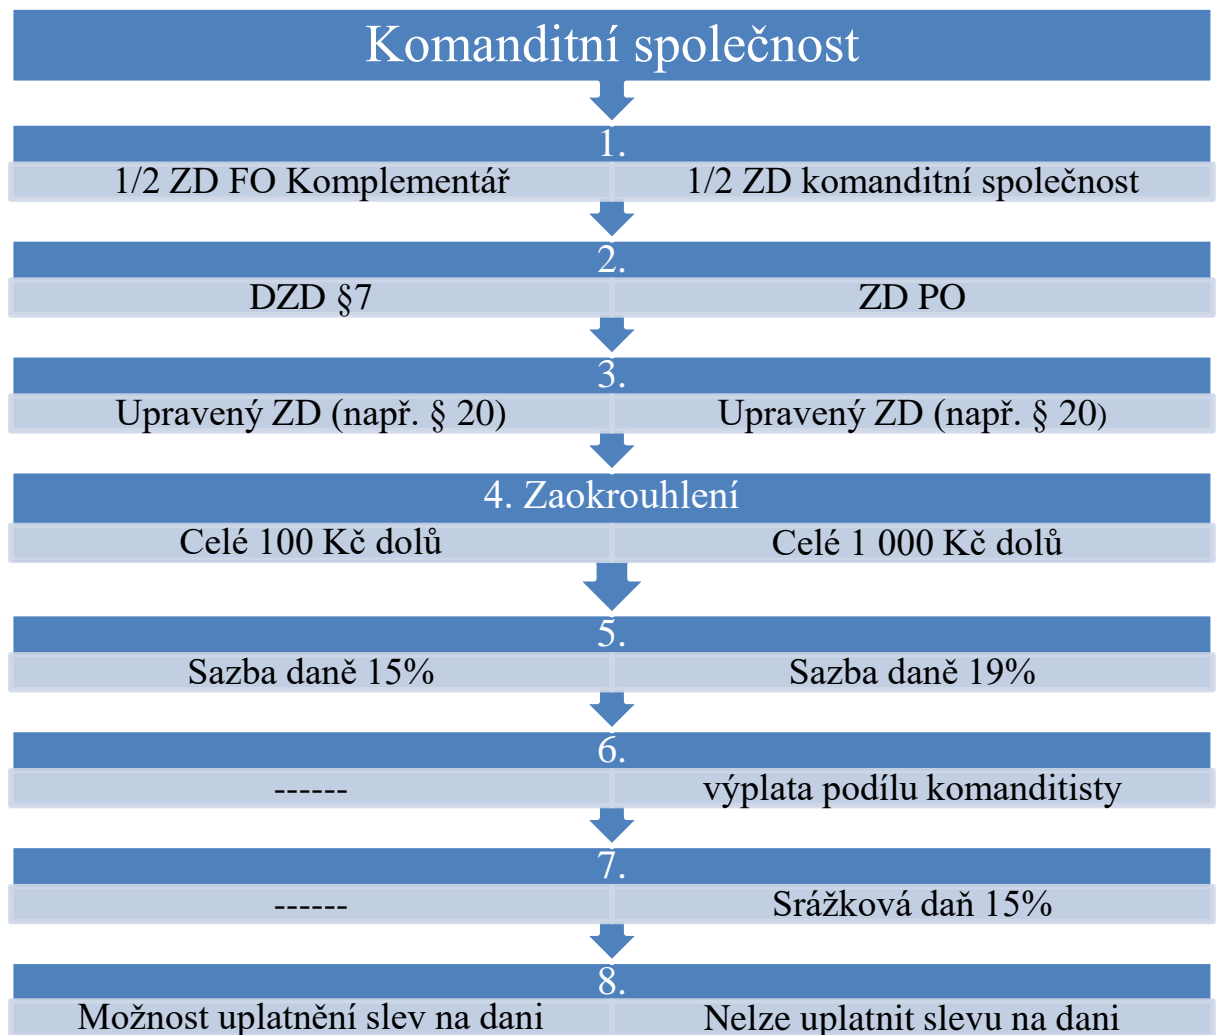 Komanditní společnost
1.
1/2 ZD FO Komplementář
1/2 ZD komanditní společnost
2.
DZD §7
ZD PO
3.
Upravený ZD (např. § 20)
Upravený ZD (např. § 20)
4. Zaokrouhlení
Celé 100 Kč dolů
Celé 1 000 Kč dolů
5.
Sazba daně 15%
Sazba daně 19%
6.
------
výplata podílu komanditisty
7.
------
Srážková daň 15%
8.
Možnost uplatnění slev na dani
Nelze uplatnit slevu na dani